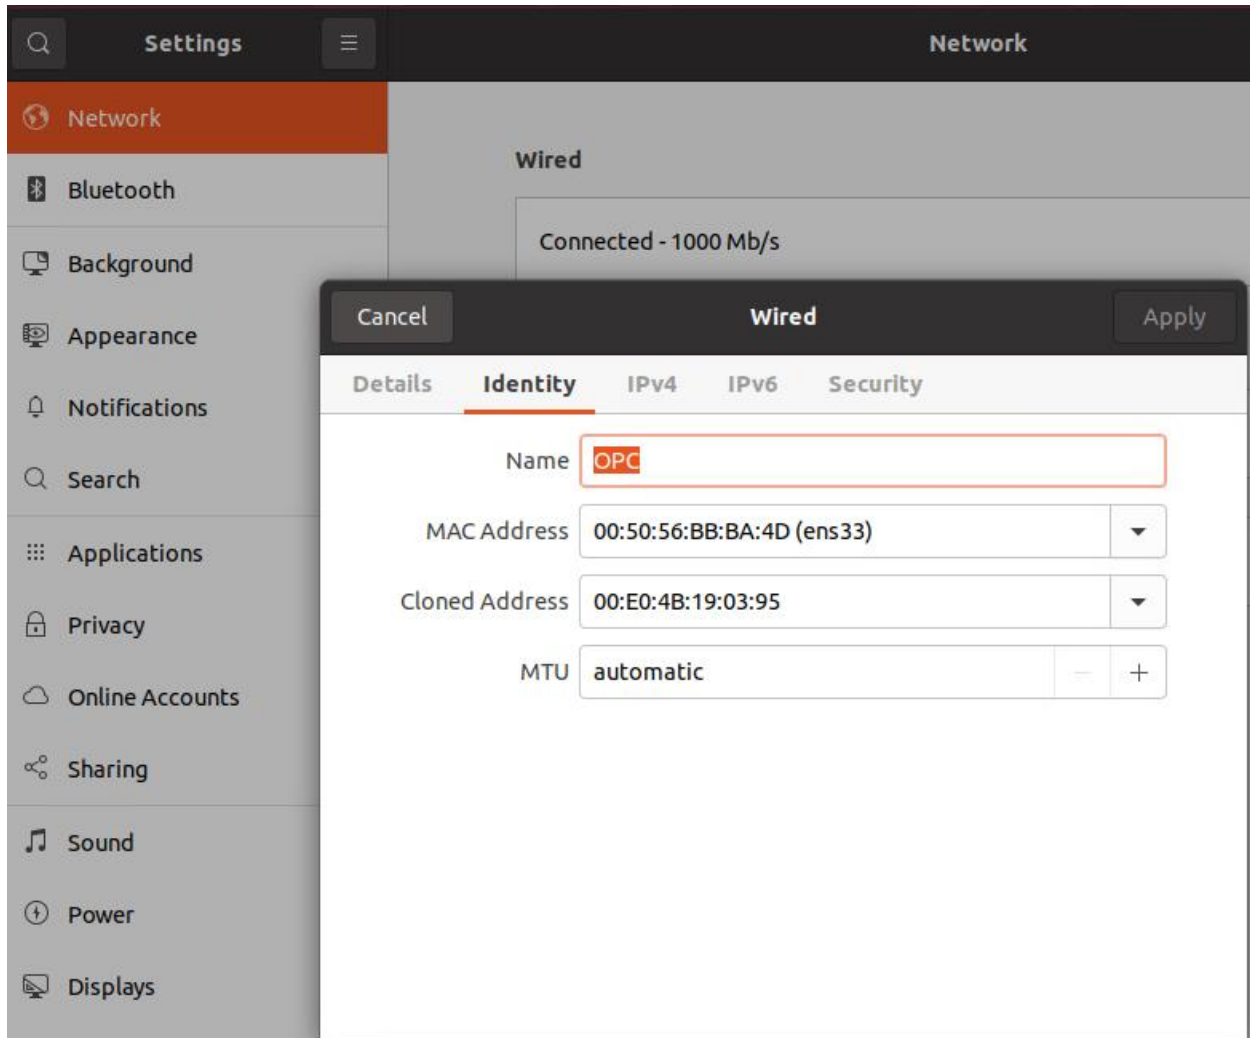 Settings
Network
Network
Bluetooth
Background
Appearance
Notifications
Search
Applications
Privacy
Online Accounts
Sharing
Sound
Power
Displays
Wired
Connected - 1000 Mb/s
Cancel
Wired
Apply
Details Identity IPv4 IPv6 Security
Name OPC
MAC Address 00:50:56:BB:BA:4D (ens33)
Cloned Address 00:E0:4B:19:03:95
MTU automatic